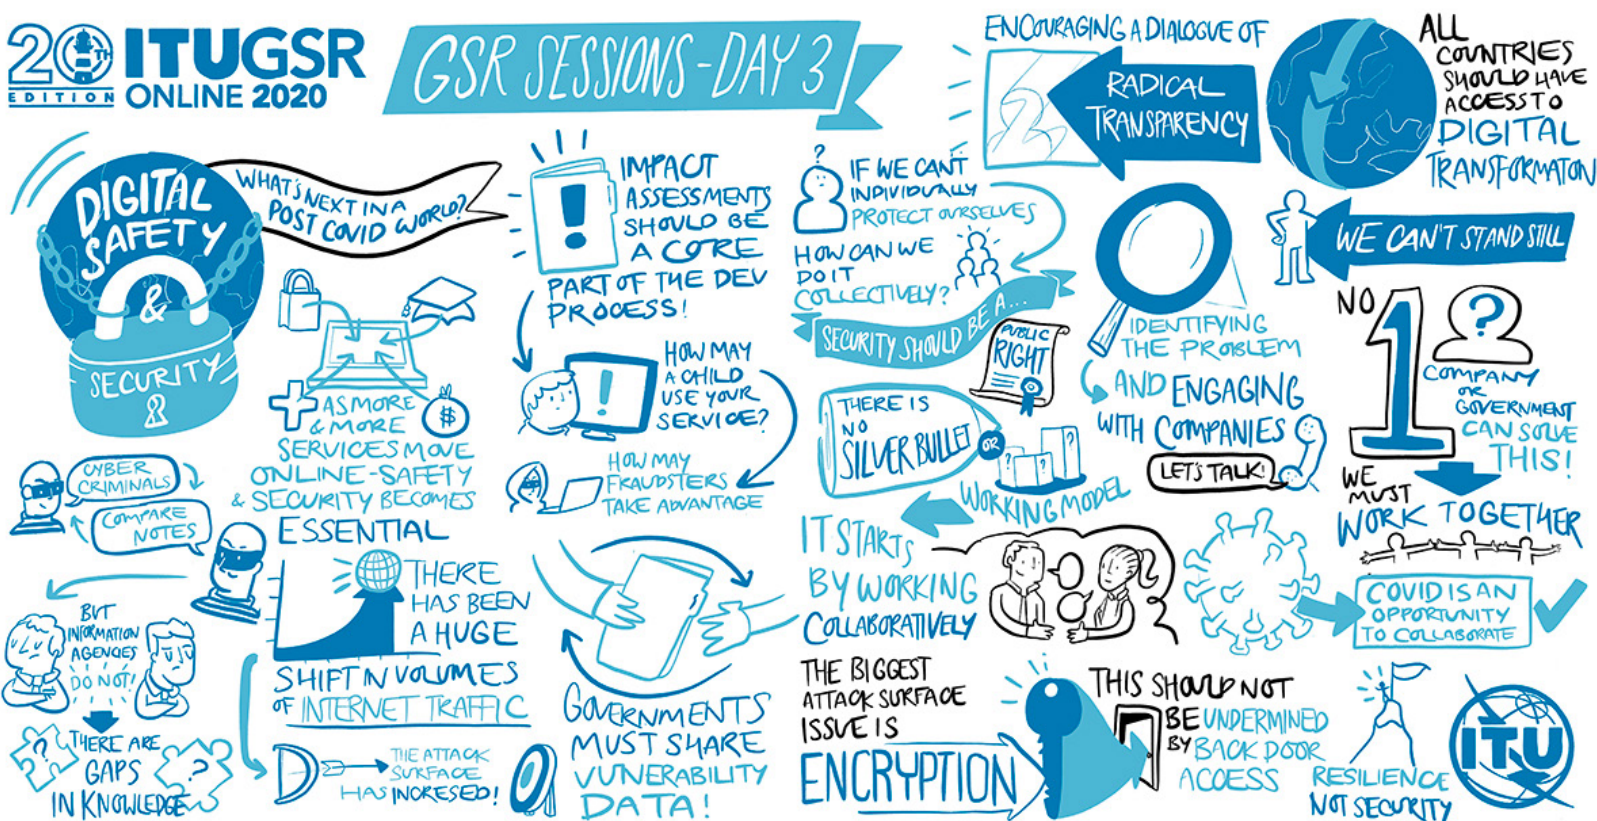 20TH
EDITION
ITUGSR
ONLINE 2020
GSR SESSIONS - DAY 3
DIGITAL
SAFETY
&
SECURITY
WHAT'S NEXT IN A
POST COVID WORLD?
+ AS MORE
& MORE
SERVICES MOVE
ONLINE - SAFETY
& SECURITY BECOMES
ESSENTIAL
$
CYBER
CRIMINALS
COMPARE
NOTES
BUT
INFORMATION
AGENCIES
DO NOT!
THERE ARE
GAPS
IN KNOWLEDGE
?
?
THERE
HAS BEEN
A HUGE
SHIFT IN VOLUMES
OF INTERNET TRAFFIC
THE ATTACK
SURFACE
HAS INCRESED!
!
IMPACT
ASSESSMENTS
SHOULD BE
A CORE
PART OF THE DEV
PROCESS!
!
HOW MAY
A CHILD
USE YOUR
SERVICE?
HOW MAY
FRAUDSTERS
TAKE ADVANTAGE
GOVERNMENTS
MUST SHARE
VUNERABILITY
DATA!
?
IF WE CAN'T
INDIVIDUALLY
PROTECT OURSELVES
HOW CAN WE
DO IT
COLLECTIVELY?
SECURITY SHOULD BE A...
PUBLIC
RIGHT
THERE IS
NO
SILVER BULLET
OR
? ? ?
WORKING MODEL
IT STARTS
BY WORKING
COLLABORATIVELY
THE BIGGEST
ATTACK SURFACE
ISSUE IS
ENCRYPTION
THIS SHOULD NOT
BE UNDERMINED
BY BACK DOOR
ACCESS
ENCOURAGING A DIALOGUE OF
RADICAL
TRANSPARENCY
ALL
COUNTRIES
SHOULD HAVE
ACCESS TO
DIGITAL
TRANSFORMATON
IDENTIFYING
THE PROBLEM
AND ENGAGING
WITH COMPANIES
LET'S TALK!
WE CAN'T STAND STILL
NO 1
?
COMPANY
OR
GOVERNMENT
CAN SOLVE
THIS!
WE
MUST
WORK TOGETHER
COVID IS AN
OPPORTUNITY
TO COLLABORATE
RESILIENCE
NOT SECURITY
ITU